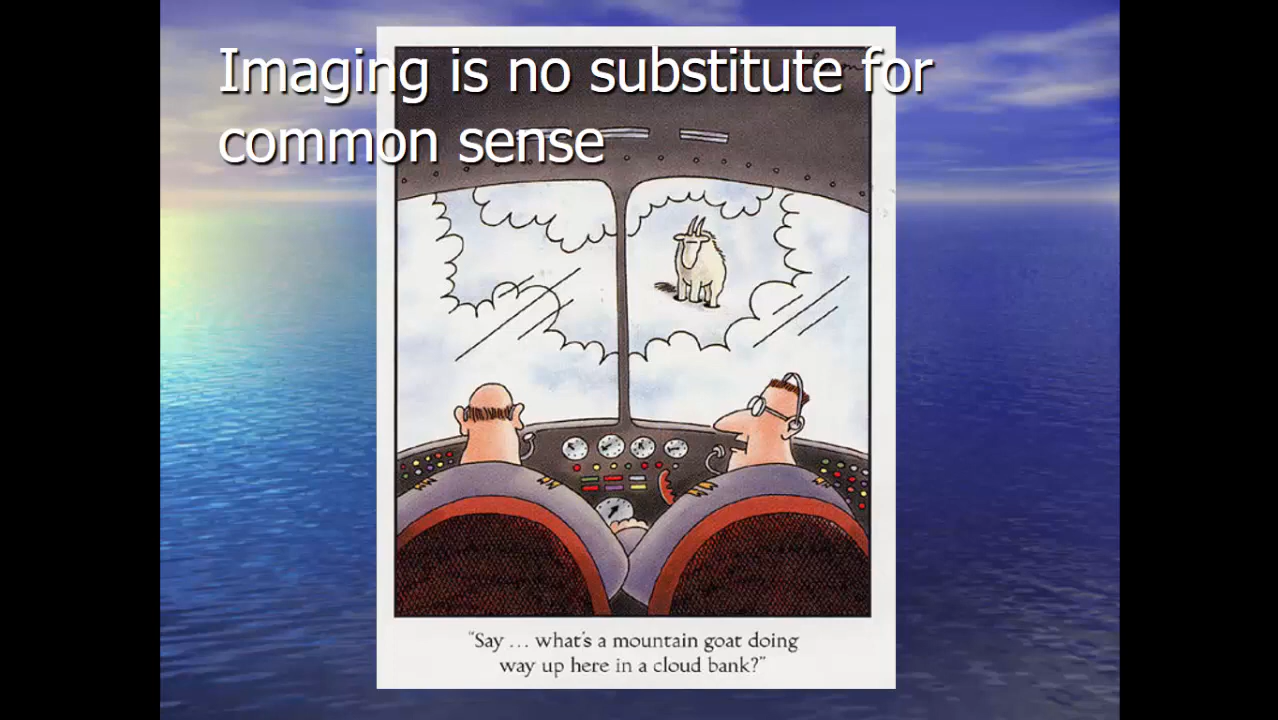 Imaging is no substitute for
common sense
"Say ... what's a mountain goat doing
way up here in a cloud bank?"